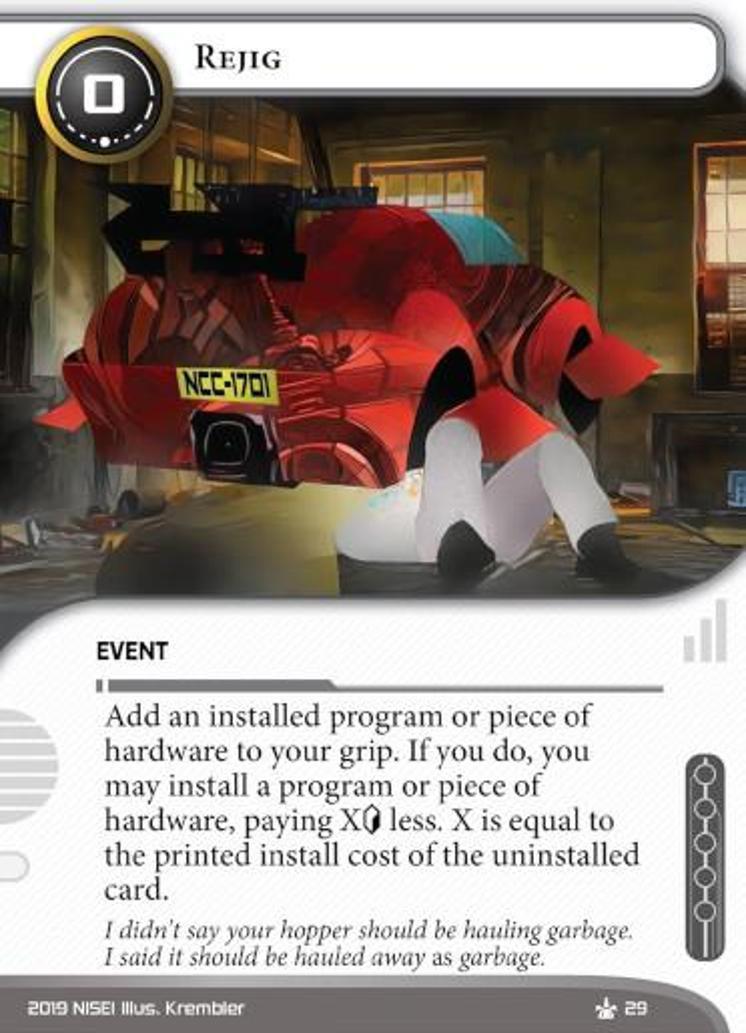 0
Rejig
NCC-1701
EVENT
Add an installed program or piece of
hardware to your grip. If you do, you
may install a program or piece of
hardware, paying X less. X is equal to
the printed install cost of the uninstalled
card.
I didn't say your hopper should be hauling garbage.
I said it should be hauled away as garbage.
2019 NISEI Illus. Krembler
29